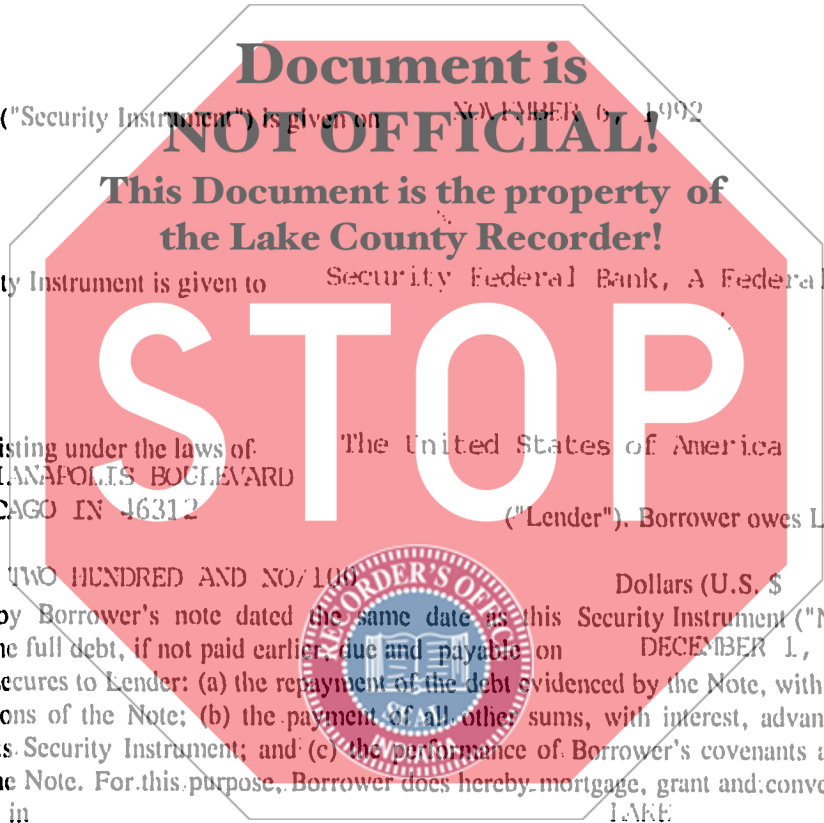 Document is
("Security Instrument") is given on NOVEMBER 6, 1992
NOT OFFICIAL!
This Document is the property of
the Lake County Recorder!
ty Instrument is given to Security Federal Bank, A Federal
STOP
isting under the laws of The United States of America
IANAPOLIS BOULEVARD
CAGO IN 46312
("Lender"). Borrower owes L
TWO HUNDRED AND NO/100 Dollars (U.S. $
by Borrower's note dated the same date as this Security Instrument ("N
he full debt, if not paid earlier, due and payable on DECEMBER 1,
ecures to Lender: (a) the repayment of the debt evidenced by the Note, with
ons of the Note; (b) the payment of all other sums, with interest, advan
s Security Instrument; and (c) the performance of Borrower's covenants a
he Note. For this purpose, Borrower does hereby mortgage, grant and conve
in LAKE
RECORDER'S OFFIC
SEAL
INDIANA